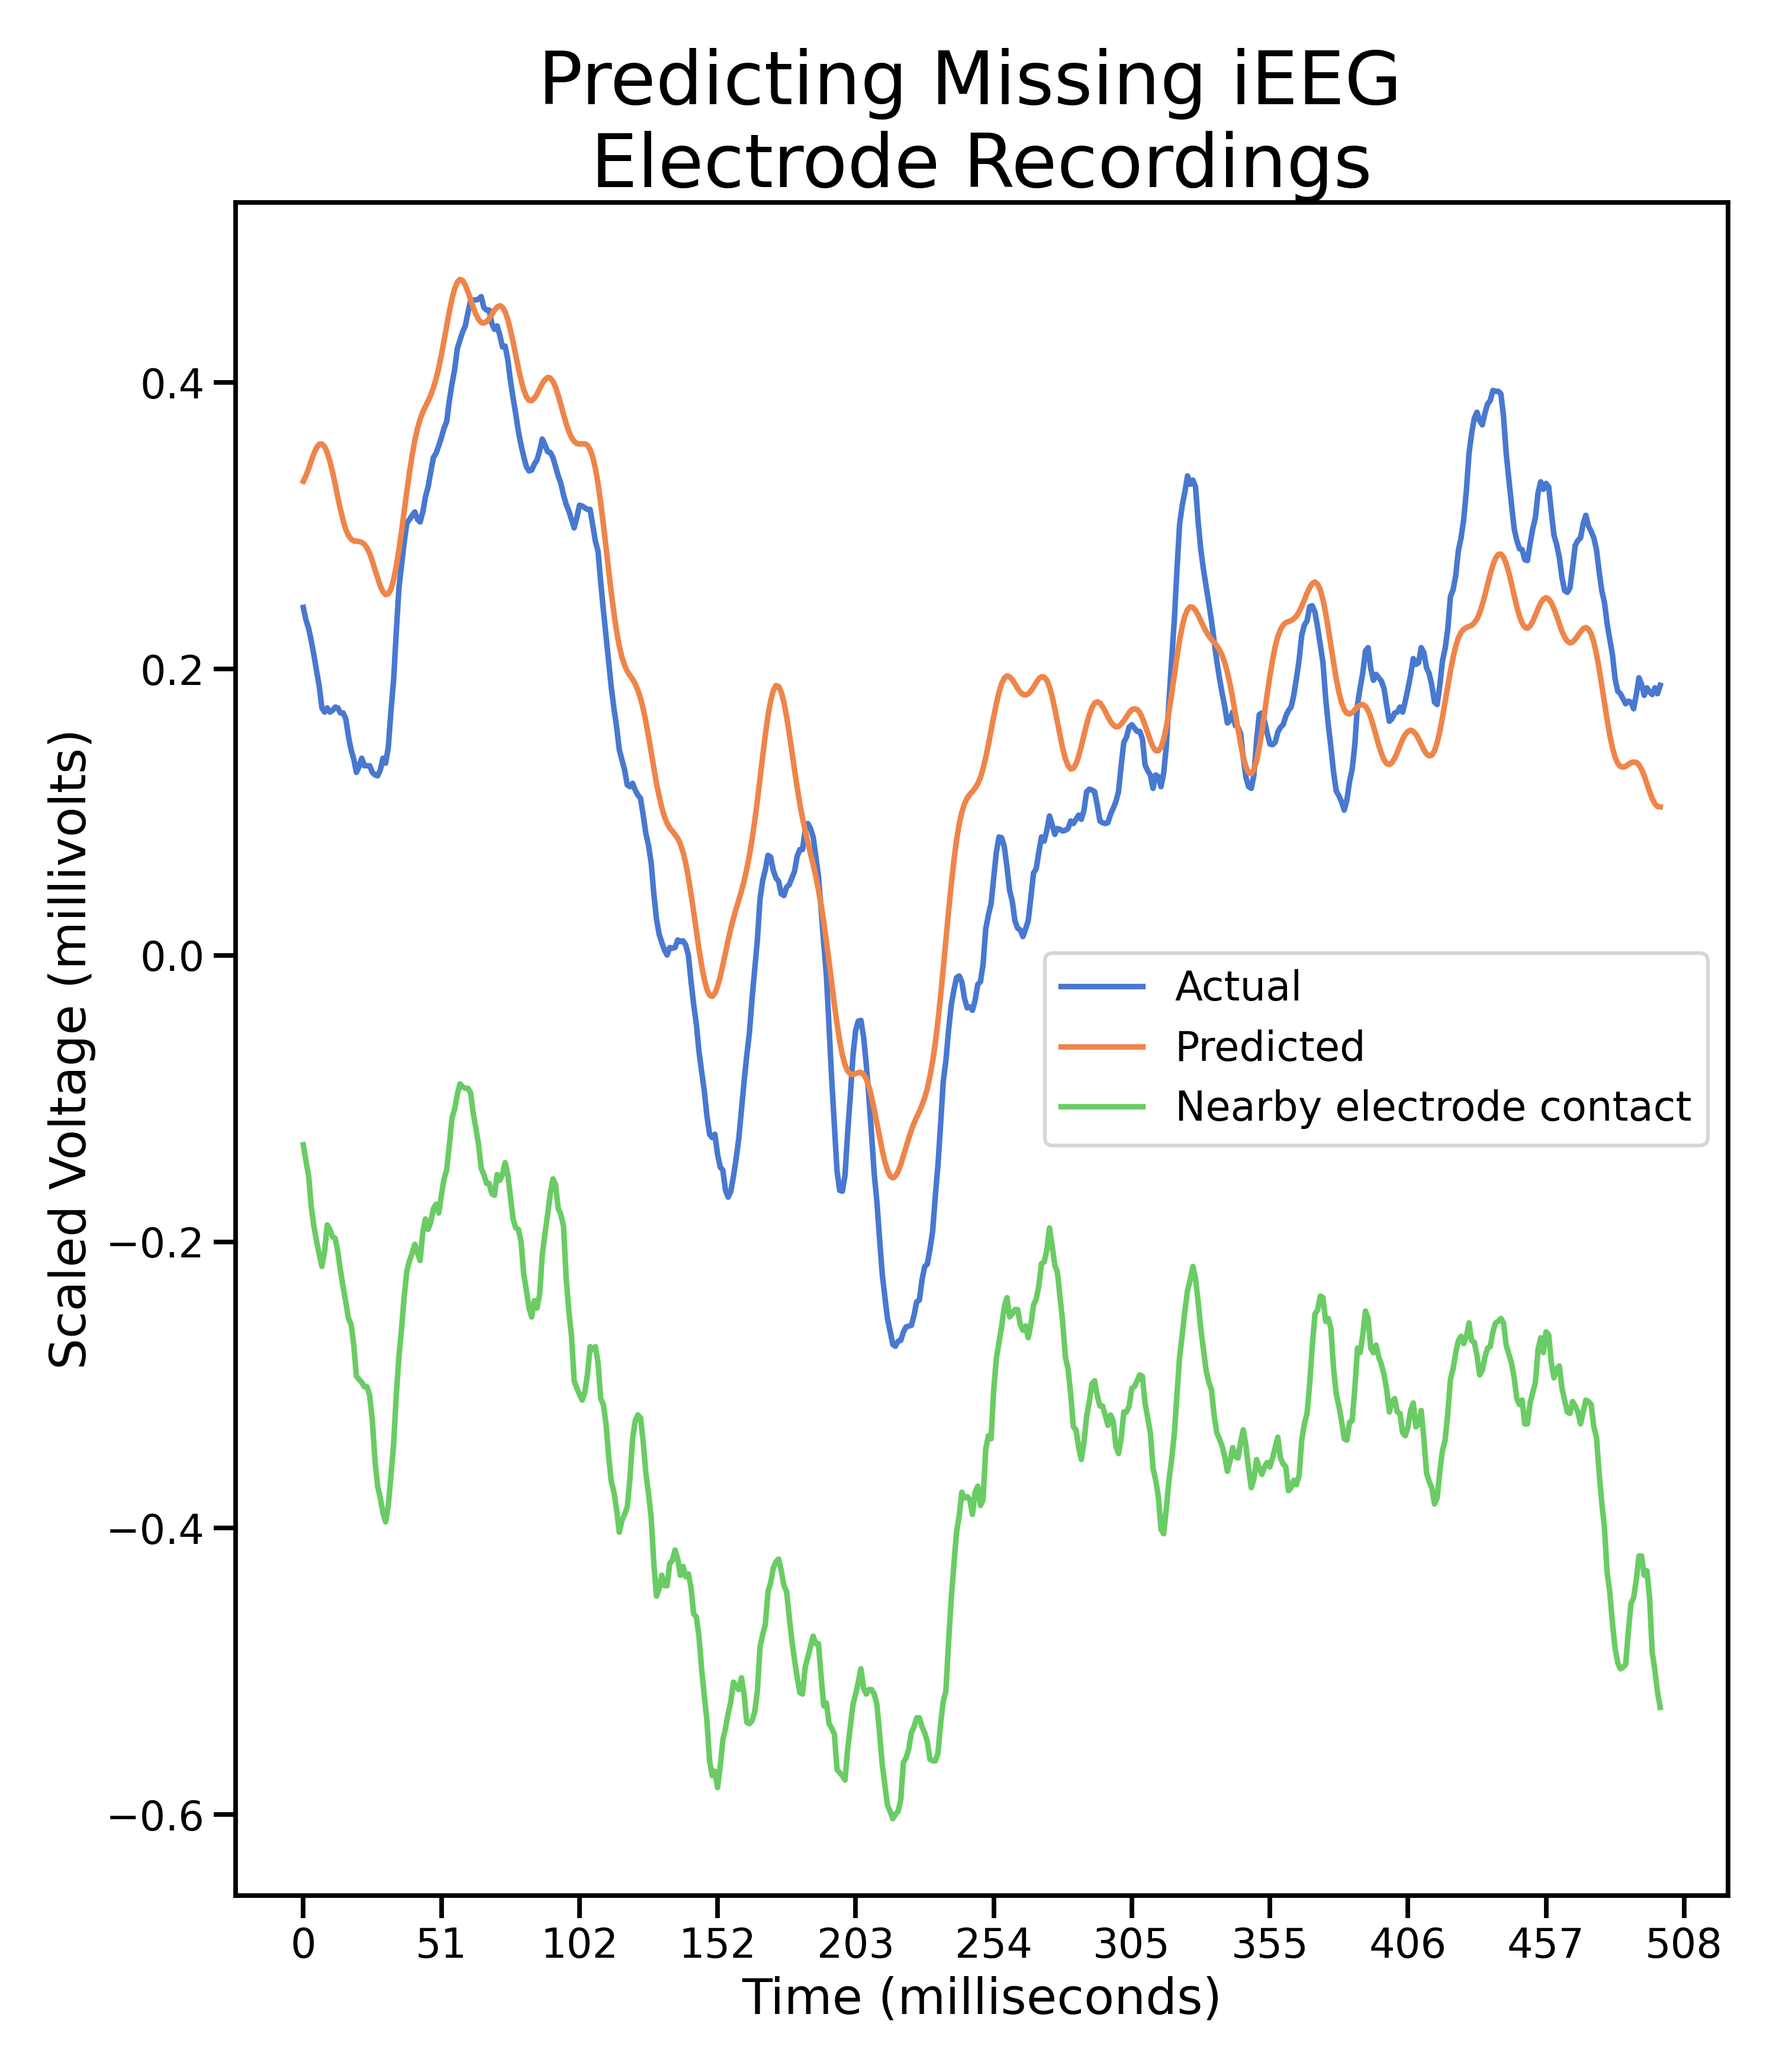 Predicting Missing iEEG
Electrode Recordings
Scaled Voltage (millivolts)
0.4
0.2
0.0
−0.2
−0.4
−0.6
Actual
Predicted
Nearby electrode contact
0 51 102 152 203 254 305 355 406 457 508
Time (milliseconds)